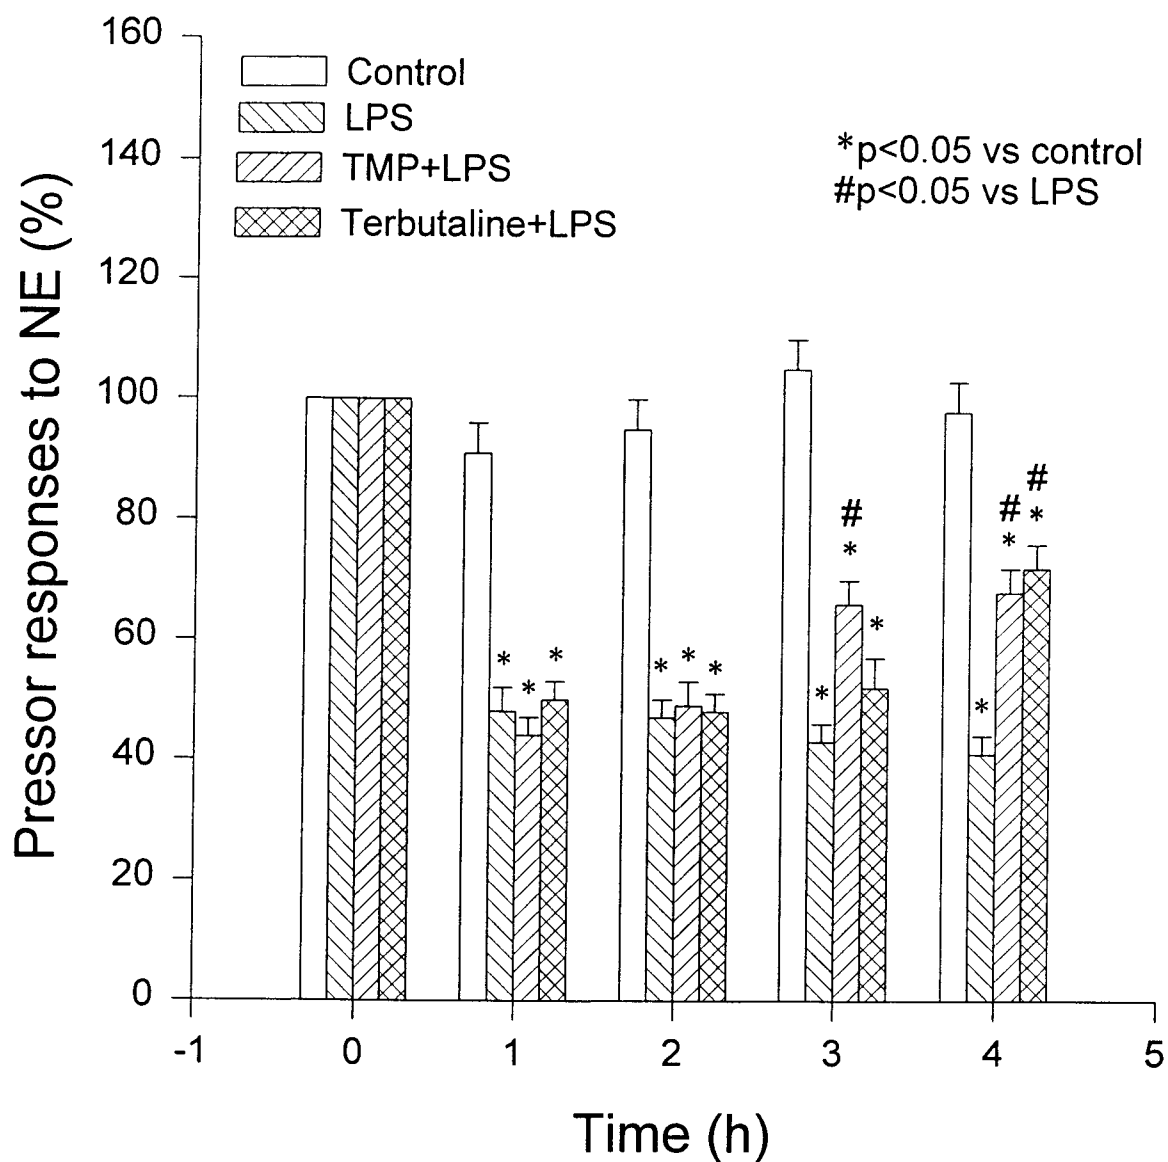 160
140
120
100
80
60
40
20
0
Pressor responses to NE (%)
Control
LPS
TMP+LPS
Terbutaline+LPS
*p<0.05 vs control
#p<0.05 vs LPS
* * *
* * *
* # * *
* # * # *
-1 0 1 2 3 4 5
Time (h)